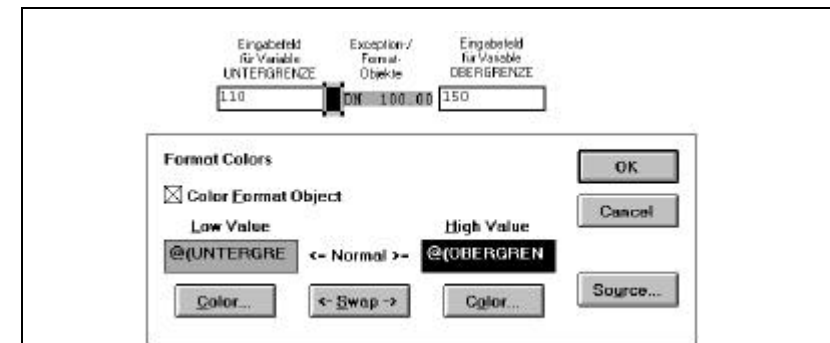 Eingabefeld Exception-/ Eingabefeld
für Variable Format- für Variable
UNTERGRENZE Objekte OBERGRENZE
110 DM 100.00 150
Format Colors
OK
Color Format Object
Cancel
Low Value High Value
@(UNTERGRE <- Normal >- @(OBERGREN
Color... <- Swap -> Color... Source...